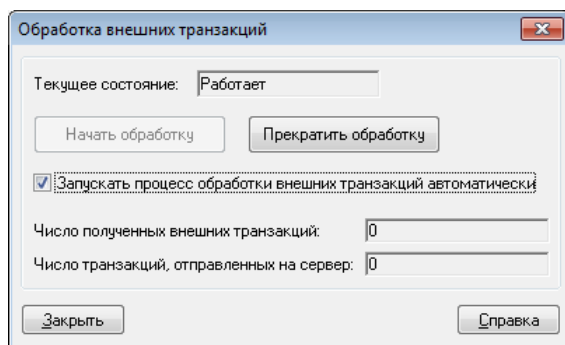 Обработка внешних транзакций
Текущее состояние: Работает
Начать обработку Прекратить обработку
Запускать процесс обработки внешних транзакций автоматически
Число полученных внешних транзакций: 0
Число транзакций, отправленных на сервер: 0
Закрыть Справка